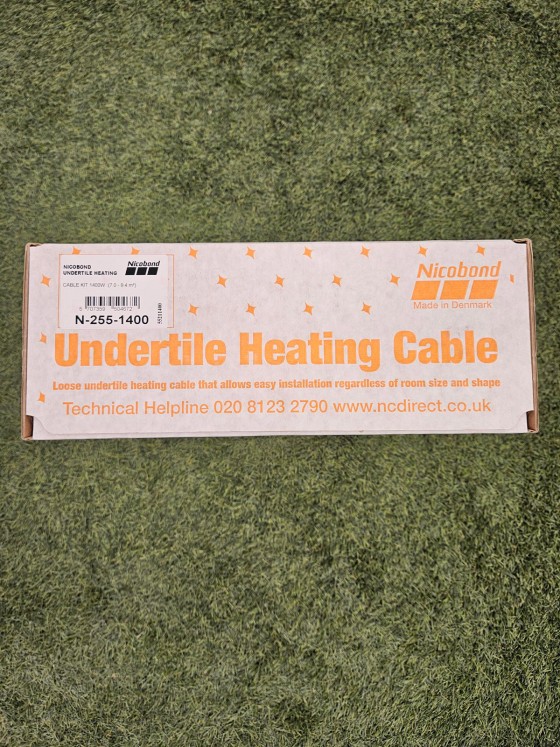 NICOBOND
UNDERTILE HEATING
Nicobond
CABLE KIT 1400W
N-255-1400
Nicobond
Made in Denmark
Undertile Heating Cable
Loose undertile heating cable that allows easy installation regardless of room size and shape
Technical Helpline 020 8123 2790 www.ncdirect.co.uk